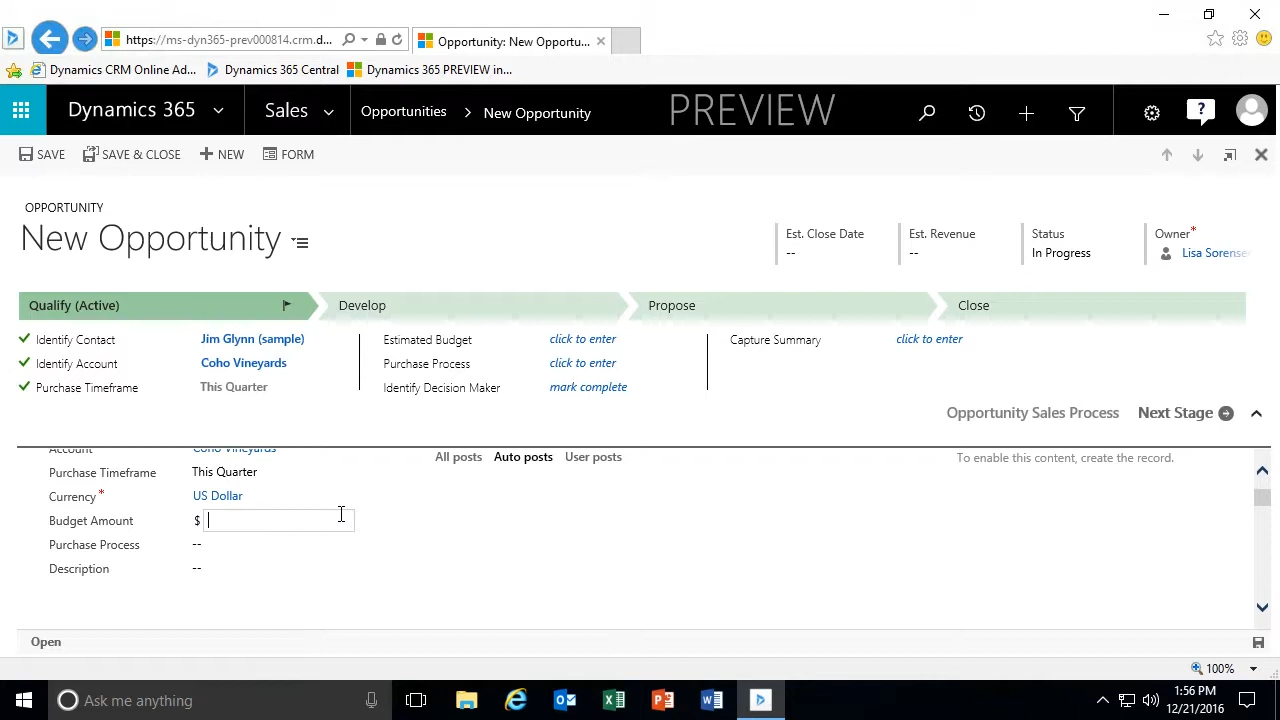 https://ms-dyn365-prev000814.crm.d...
Opportunity: New Opportu...
Dynamics CRM Online Ad...
Dynamics 365 Central
Dynamics 365 PREVIEW in...
Dynamics 365
Sales
Opportunities > New Opportunity
PREVIEW
SAVE
SAVE & CLOSE
NEW
FORM
OPPORTUNITY
New Opportunity
Est. Close Date
--
Est. Revenue
--
Status
In Progress
Owner*
Lisa Sorense
Qualify (Active)
Develop
Propose
Close
Identify Contact Jim Glynn (sample)
Identify Account Coho Vineyards
Purchase Timeframe This Quarter
Estimated Budget click to enter
Purchase Process click to enter
Identify Decision Maker mark complete
Capture Summary click to enter
Opportunity Sales Process
Next Stage
Account Coho Vineyards
Purchase Timeframe This Quarter
Currency* US Dollar
Budget Amount $
Purchase Process --
Description --
All posts Auto posts User posts
To enable this content, create the record.
Open
100%
Ask me anything
1:56 PM
12/21/2016